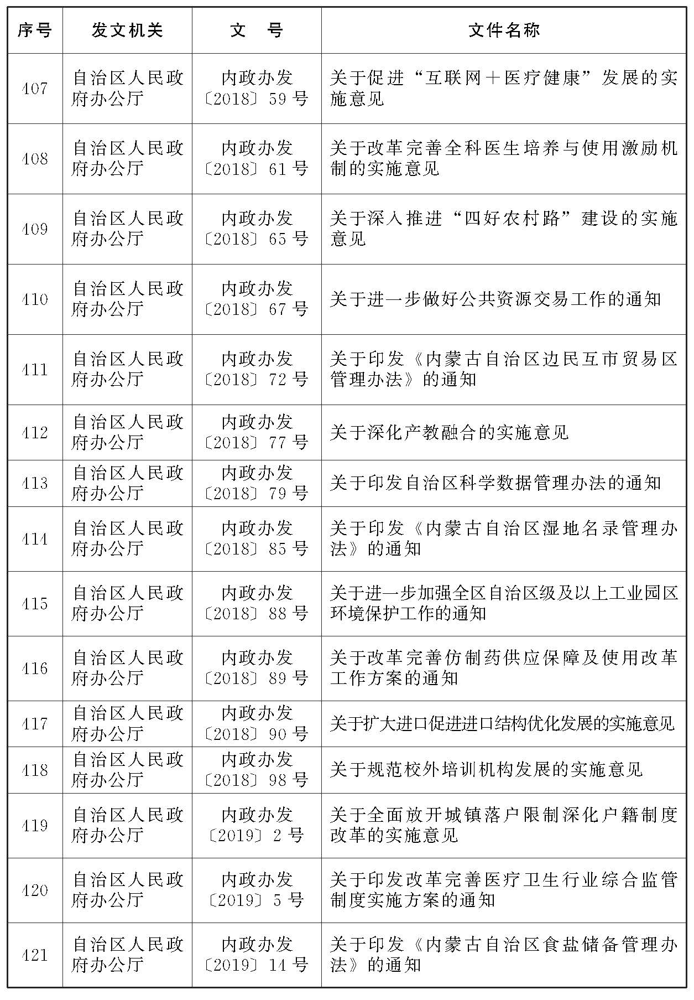 序号 发文机关 文 号 文件名称
407 自治区人民政府办公厅 内政办发〔2018〕59号 关于促进“互联网＋医疗健康”发展的实施意见
408 自治区人民政府办公厅 内政办发〔2018〕61号 关于改革完善全科医生培养与使用激励机制的实施意见
409 自治区人民政府办公厅 内政办发〔2018〕65号 关于深入推进“四好农村路”建设的实施意见
410 自治区人民政府办公厅 内政办发〔2018〕67号 关于进一步做好公共资源交易工作的通知
411 自治区人民政府办公厅 内政办发〔2018〕72号 关于印发《内蒙古自治区边民互市贸易区管理办法》的通知
412 自治区人民政府办公厅 内政办发〔2018〕77号 关于深化产教融合的实施意见
413 自治区人民政府办公厅 内政办发〔2018〕79号 关于印发自治区科学数据管理办法的通知
414 自治区人民政府办公厅 内政办发〔2018〕85号 关于印发《内蒙古自治区湿地名录管理办法》的通知
415 自治区人民政府办公厅 内政办发〔2018〕88号 关于进一步加强全区自治区级及以上工业园区环境保护工作的通知
416 自治区人民政府办公厅 内政办发〔2018〕89号 关于改革完善仿制药供应保障及使用改革工作方案的通知
417 自治区人民政府办公厅 内政办发〔2018〕90号 关于扩大进口促进进口结构优化发展的实施意见
418 自治区人民政府办公厅 内政办发〔2018〕98号 关于规范校外培训机构发展的实施意见
419 自治区人民政府办公厅 内政办发〔2019〕2号 关于全面放开城镇落户限制深化户籍制度改革的实施意见
420 自治区人民政府办公厅 内政办发〔2019〕5号 关于印发改革完善医疗卫生行业综合监管制度实施方案的通知
421 自治区人民政府办公厅 内政办发〔2019〕14号 关于印发《内蒙古自治区食盐储备管理办法》的通知